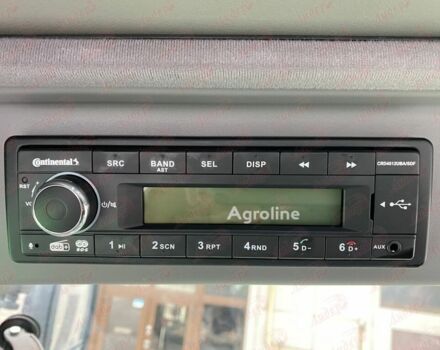 Continental
SRC
BAND
AST
SEL
DISP
CRD4913UBA/SDF
RST
Agroline
1
2 SCN
3 RPT
4 RND
5 D-
6 D+
AUX